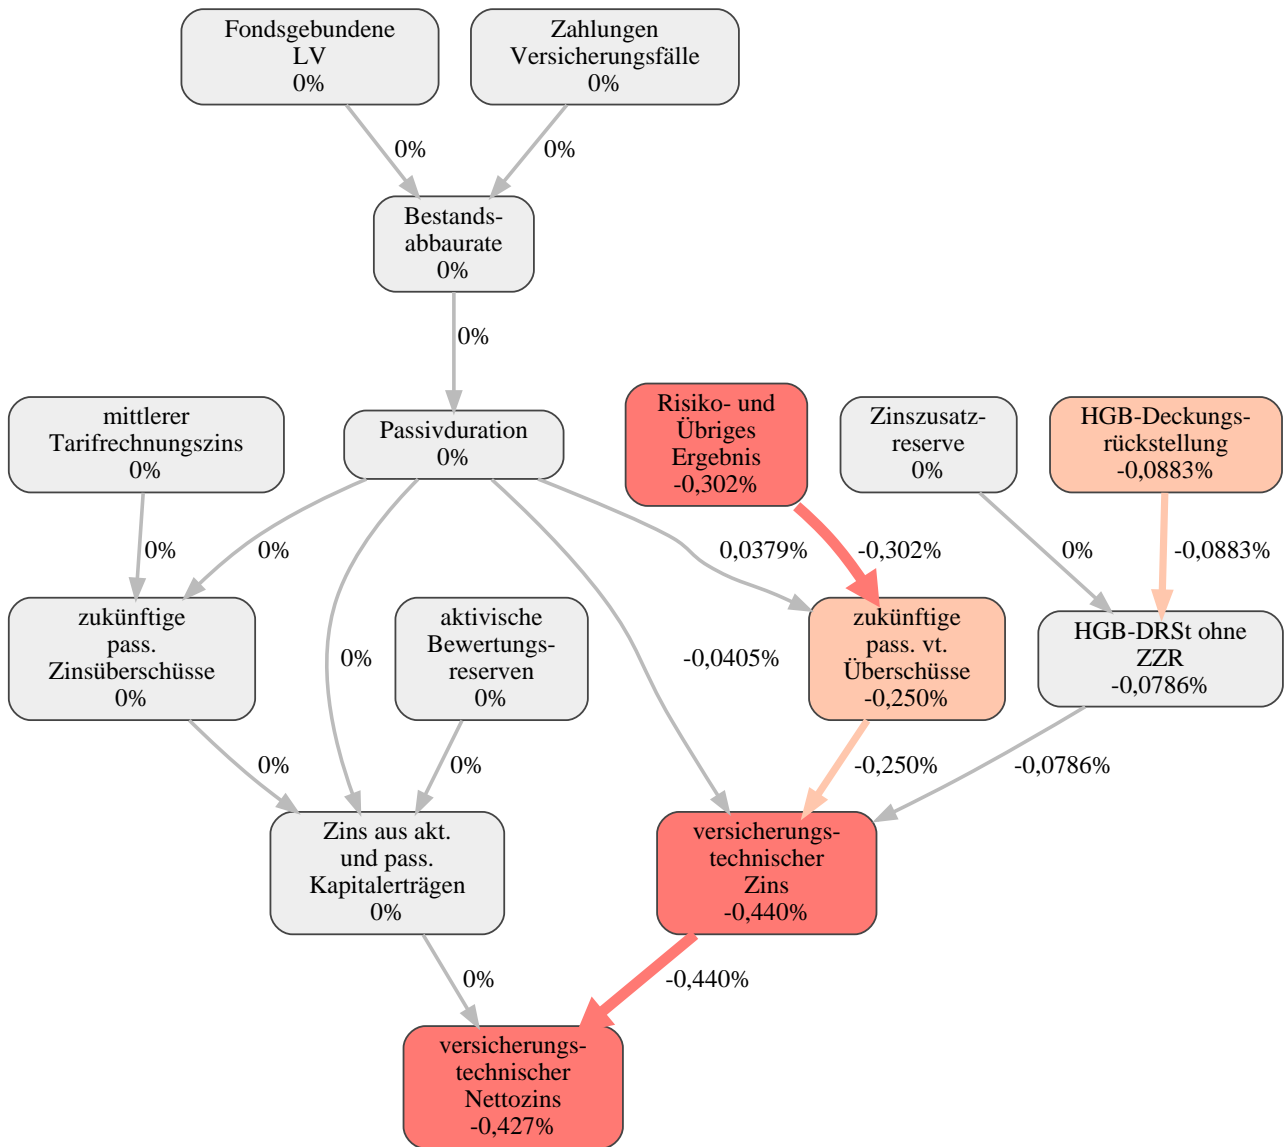 Fondsgebundene
LV
0%
Zahlungen
Versicherungsfälle
0%
0%
0%
Bestands-
abbaurate
0%
0%
mittlerer
Tarifrechnungszins
0%
Passivduration
0%
Risiko- und
Übriges
Ergebnis
-0,302%
Zinszusatz-
reserve
0%
HGB-Deckungs-
rückstellung
-0,0883%
0%
0%
0,0379%
-0,302%
0%
-0,0883%
zukünftige
pass.
Zinsüberschüsse
0%
0%
aktivische
Bewertungs-
reserven
0%
-0,0405%
zukünftige
pass. vt.
Überschüsse
-0,250%
HGB-DRSt ohne
ZZR
-0,0786%
0%
0%
-0,250%
-0,0786%
Zins aus akt.
und pass.
Kapitalerträgen
0%
versicherungs-
technischer
Zins
-0,440%
0%
-0,440%
versicherungs-
technischer
Nettozins
-0,427%